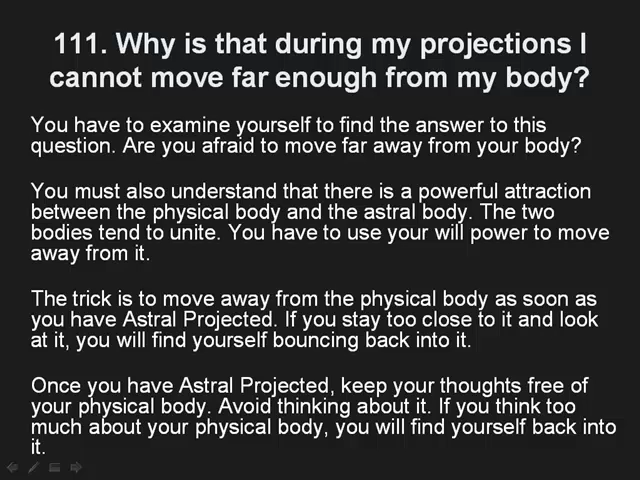 111. Why is that during my projections I
cannot move far enough from my body?
You have to examine yourself to find the answer to this
question. Are you afraid to move far away from your body?
You must also understand that there is a powerful attraction
between the physical body and the astral body. The two
bodies tend to unite. You have to use your will power to move
away from it.
The trick is to move away from the physical body as soon as
you have Astral Projected. If you stay too close to it and look
at it, you will find yourself bouncing back into it.
Once you have Astral Projected, keep your thoughts free of
your physical body. Avoid thinking about it. If you think too
much about your physical body, you will find yourself back into
it.